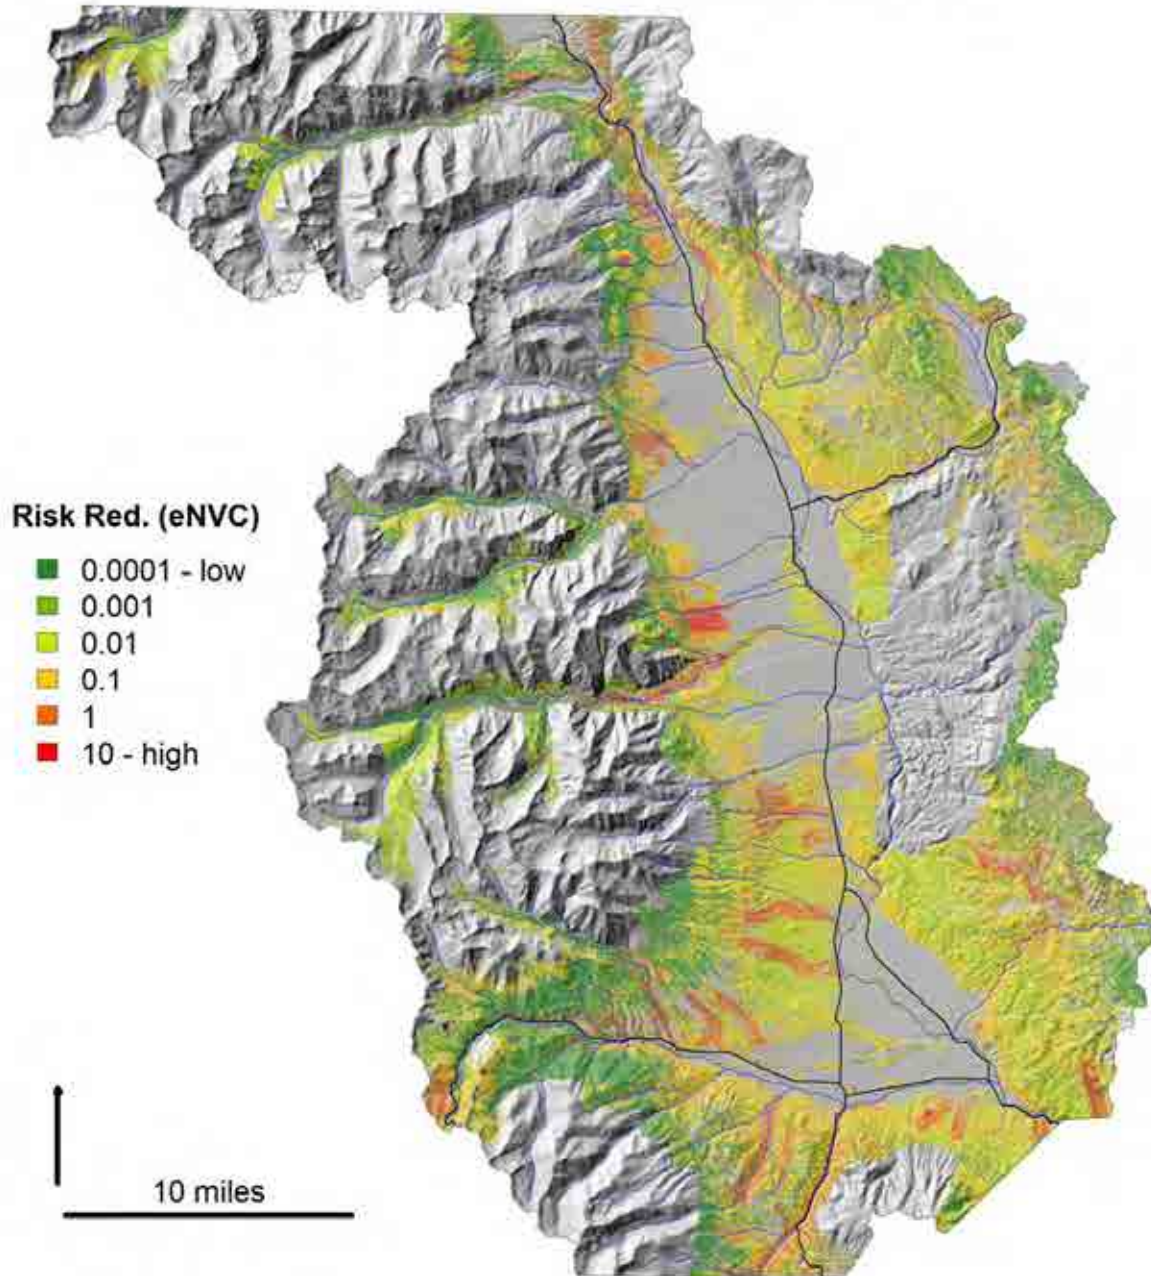 Risk Red. (eNVC)
0.0001 - low
0.001
0.01
0.1
1
10 - high
10 miles